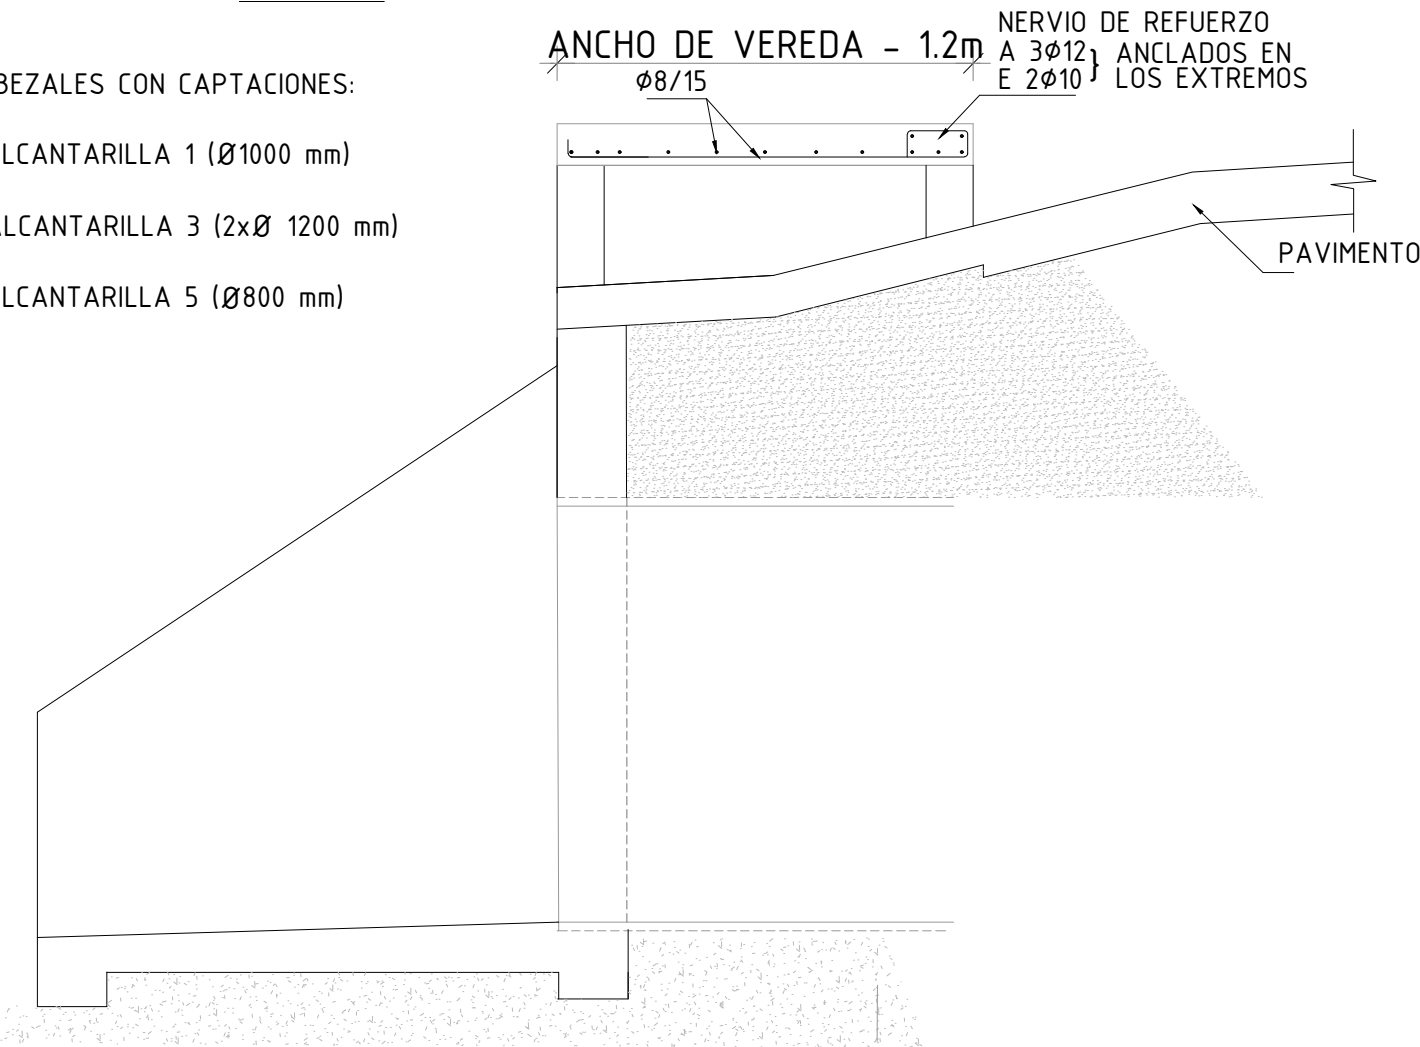 BEZALES CON CAPTACIONES:
LCANTARILLA 1 (Ø1000 mm)
ALCANTARILLA 3 (2xØ 1200 mm)
LCANTARILLA 5 (Ø800 mm)
ANCHO DE VEREDA - 1.2m
ϕ8/15
NERVIO DE REFUERZO
A 3ϕ12} ANCLADOS EN
E 2ϕ10 LOS EXTREMOS
PAVIMENTO